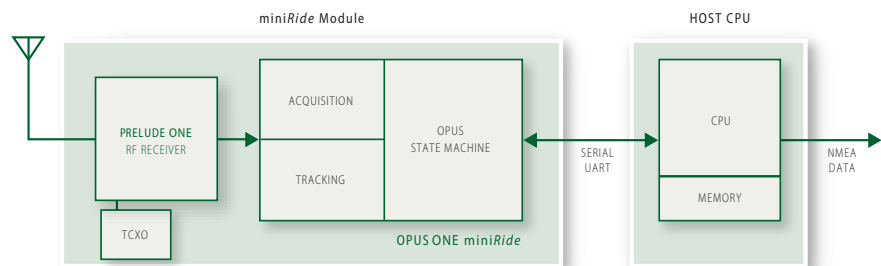 miniRide Module
HOST CPU
PRELUDE ONE
RF RECEIVER
TCXO
ACQUISITION
TRACKING
OPUS
STATE MACHINE
OPUS ONE miniRide
SERIAL
UART
CPU
MEMORY
NMEA
DATA